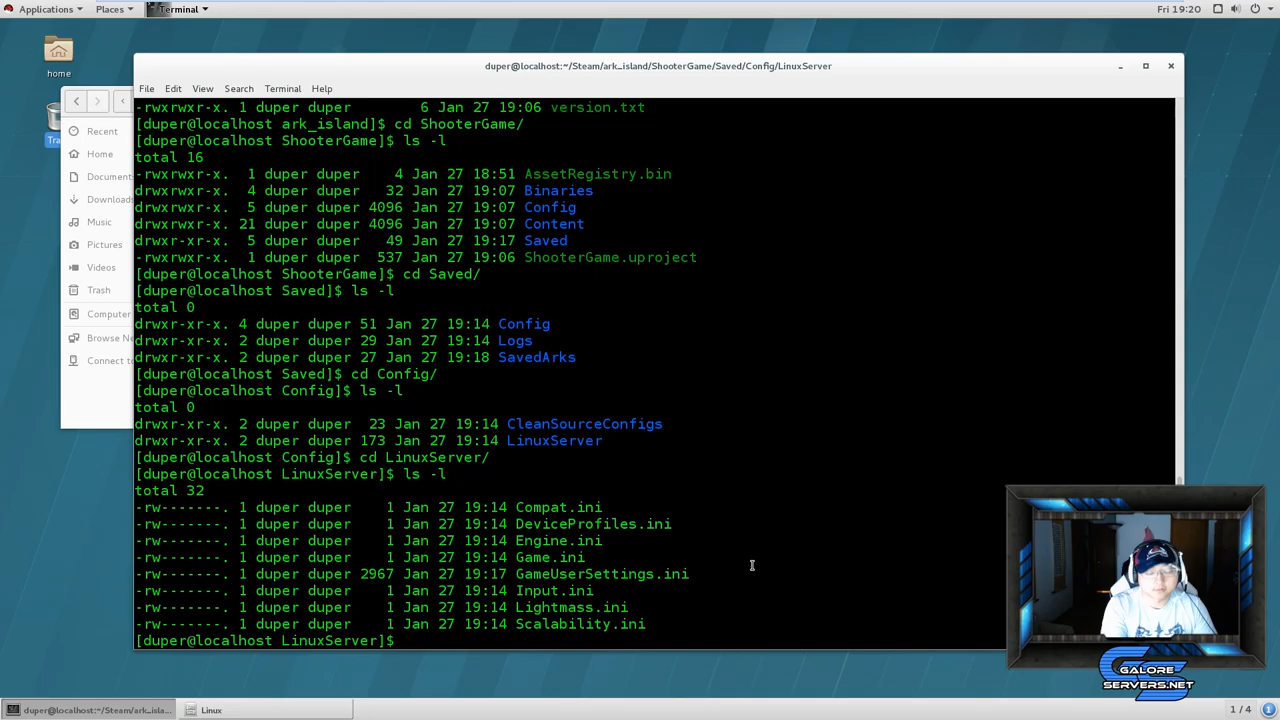 Applications
Places
Terminal
Fri 19:20
home
duper@localhost:~/Steam/ark_island/ShooterGame/Saved/Config/LinuxServer
File Edit View Search Terminal Help
-rwxrwxr-x. 1 duper duper 6 Jan 27 19:06 version.txt
[duper@localhost ark_island]$ cd ShooterGame/
[duper@localhost ShooterGame]$ ls -l
total 16
-rwxrwxr-x. 1 duper duper 4 Jan 27 18:51 AssetRegistry.bin
drwxrwxr-x. 4 duper duper 32 Jan 27 19:07 Binaries
drwxrwxr-x. 5 duper duper 4096 Jan 27 19:07 Config
drwxrwxr-x. 21 duper duper 4096 Jan 27 19:07 Content
drwxr-xr-x. 5 duper duper 49 Jan 27 19:17 Saved
-rwxrwxr-x. 1 duper duper 537 Jan 27 19:06 ShooterGame.uproject
[duper@localhost ShooterGame]$ cd Saved/
[duper@localhost Saved]$ ls -l
total 0
drwxr-xr-x. 4 duper duper 51 Jan 27 19:14 Config
drwxr-xr-x. 2 duper duper 29 Jan 27 19:14 Logs
drwxr-xr-x. 2 duper duper 27 Jan 27 19:18 SavedArks
[duper@localhost Saved]$ cd Config/
[duper@localhost Config]$ ls -l
total 0
drwxr-xr-x. 2 duper duper 23 Jan 27 19:14 CleanSourceConfigs
drwxr-xr-x. 2 duper duper 173 Jan 27 19:14 LinuxServer
[duper@localhost Config]$ cd LinuxServer/
[duper@localhost LinuxServer]$ ls -l
total 32
-rw-------. 1 duper duper 1 Jan 27 19:14 Compat.ini
-rw-------. 1 duper duper 1 Jan 27 19:14 DeviceProfiles.ini
-rw-------. 1 duper duper 1 Jan 27 19:14 Engine.ini
-rw-------. 1 duper duper 1 Jan 27 19:14 Game.ini
-rw-------. 1 duper duper 2967 Jan 27 19:17 GameUserSettings.ini
-rw-------. 1 duper duper 1 Jan 27 19:14 Input.ini
-rw-------. 1 duper duper 1 Jan 27 19:14 Lightmass.ini
-rw-------. 1 duper duper 1 Jan 27 19:14 Scalability.ini
[duper@localhost LinuxServer]$
Tra
Recent
Home
Document
Downloads
Music
Pictures
Videos
Trash
Computer
Browse Ne
Connect to
GALORE
SERVERS.NET
duper@localhost:~/Steam/ark_isla...
Linux
1 / 4